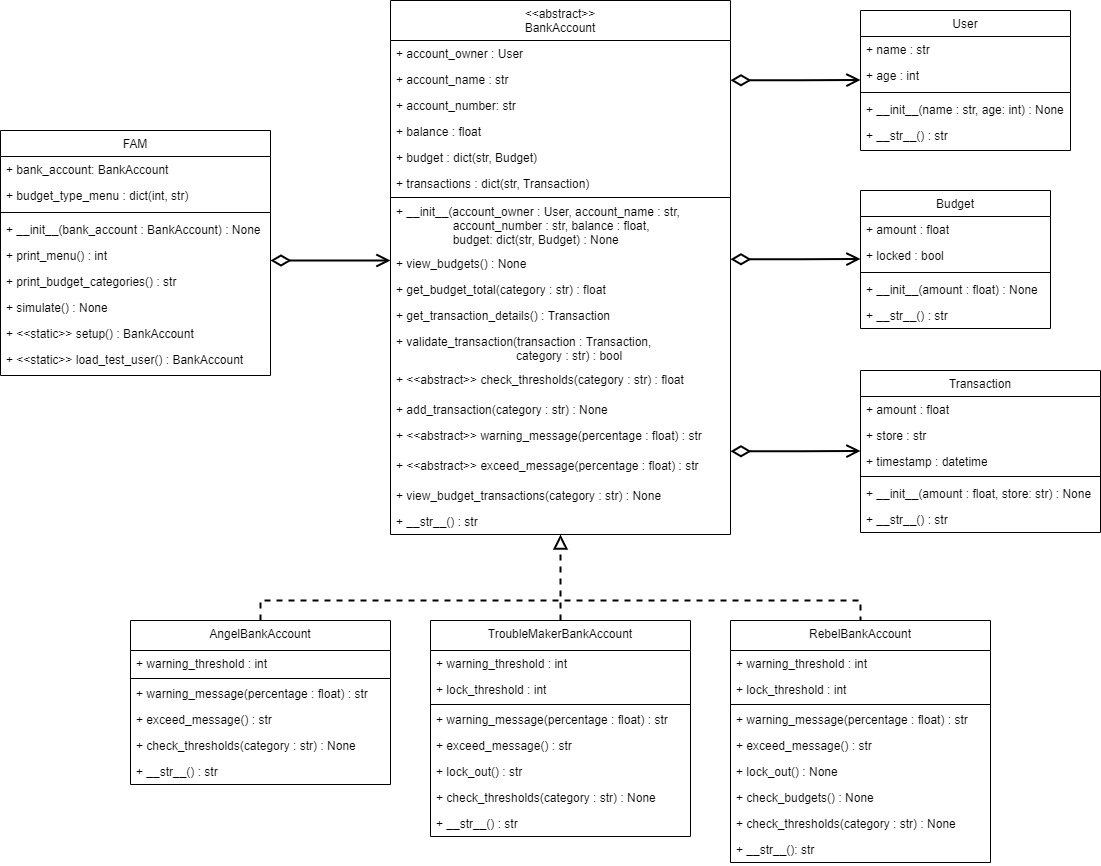 <<abstract>>
BankAccount
+ account_owner : User
+ account_name : str
+ account_number: str
+ balance : float
+ budget : dict(str, Budget)
+ transactions : dict(str, Transaction)
+ __init__(account_owner : User, account_name : str,
account_number : str, balance : float,
budget: dict(str, Budget) : None
+ view_budgets() : None
+ get_budget_total(category : str) : float
+ get_transaction_details() : Transaction
+ validate_transaction(transaction : Transaction,
category : str) : bool
+ <<abstract>> check_thresholds(category : str) : float
+ add_transaction(category : str) : None
+ <<abstract>> warning_message(percentage : float) : str
+ <<abstract>> exceed_message(percentage : float) : str
+ view_budget_transactions(category : str) : None
+ __str__() : str
User
+ name : str
+ age : int
+ __init__(name : str, age: int) : None
+ __str__() : str
FAM
+ bank_account: BankAccount
+ budget_type_menu : dict(int, str)
+ __init__(bank_account : BankAccount) : None
+ print_menu() : int
+ print_budget_categories() : str
+ simulate() : None
+ <<static>> setup() : BankAccount
+ <<static>> load_test_user() : BankAccount
Budget
+ amount : float
+ locked : bool
+ __init__(amount : float) : None
+ __str__() : str
Transaction
+ amount : float
+ store : str
+ timestamp : datetime
+ __init__(amount : float, store: str) : None
+ __str__() : str
AngelBankAccount
+ warning_threshold : int
+ warning_message(percentage : float) : str
+ exceed_message() : str
+ check_thresholds(category : str) : None
+ __str__() : str
TroubleMakerBankAccount
+ warning_threshold : int
+ lock_threshold : int
+ warning_message(percentage : float) : str
+ exceed_message() : str
+ lock_out() : str
+ check_thresholds(category : str) : None
+ __str__() : str
RebelBankAccount
+ warning_threshold : int
+ lock_threshold : int
+ warning_message(percentage : float) : str
+ exceed_message() : str
+ lock_out() : None
+ check_budgets() : None
+ check_thresholds(category : str) : None
+ __str__(): str